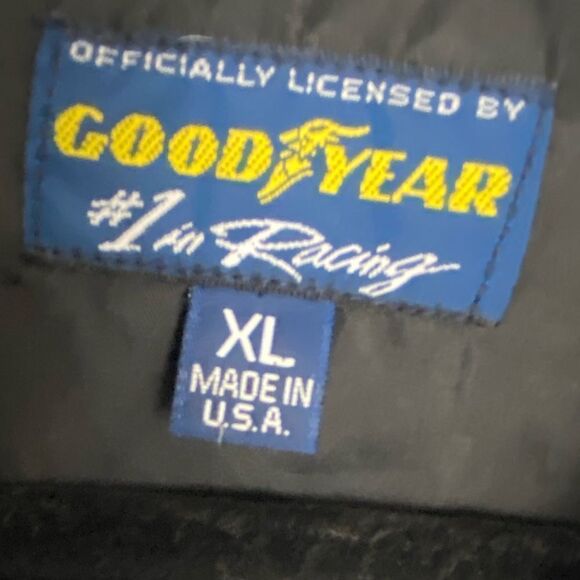 OFFICIALLY LICENSED BY
GOODYEAR
#1 in Racing
XL
MADE IN
U.S.A.